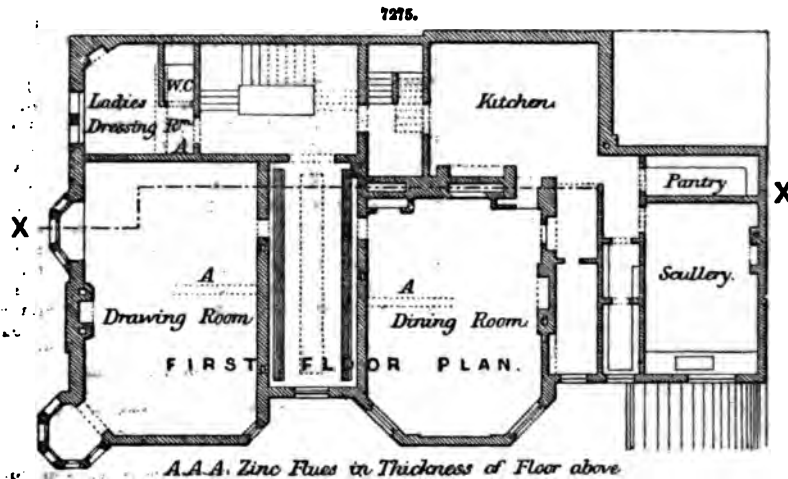 7275.
W.C
Ladies
Dressing Rm
A
Kitchen.
Pantry
X
X
Scullery.
A
A
Drawing Room
Dining Room
FIRST FLOOR PLAN.
A.A.A. Zinc Flues in Thickness of Floor above